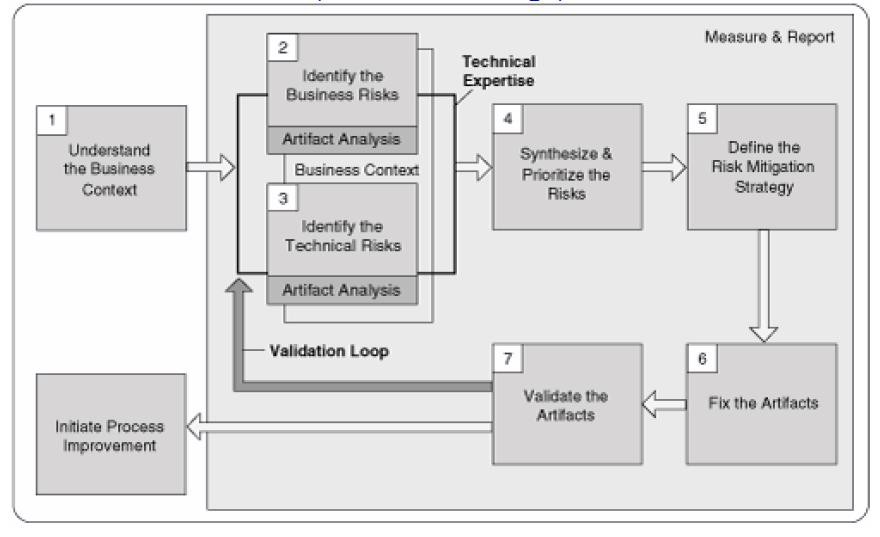 Measure & Report
1
Understand
the Business
Context
2
Identify the
Business Risks
Artifact Analysis
Business Context
3
Identify the
Technical Risks
Artifact Analysis
Technical
Expertise
4
Synthesize &
Prioritize the
Risks
5
Define the
Risk Mitigation
Strategy
Validation Loop
7
Validate the
Artifacts
6
Fix the Artifacts
Initiate Process
Improvement